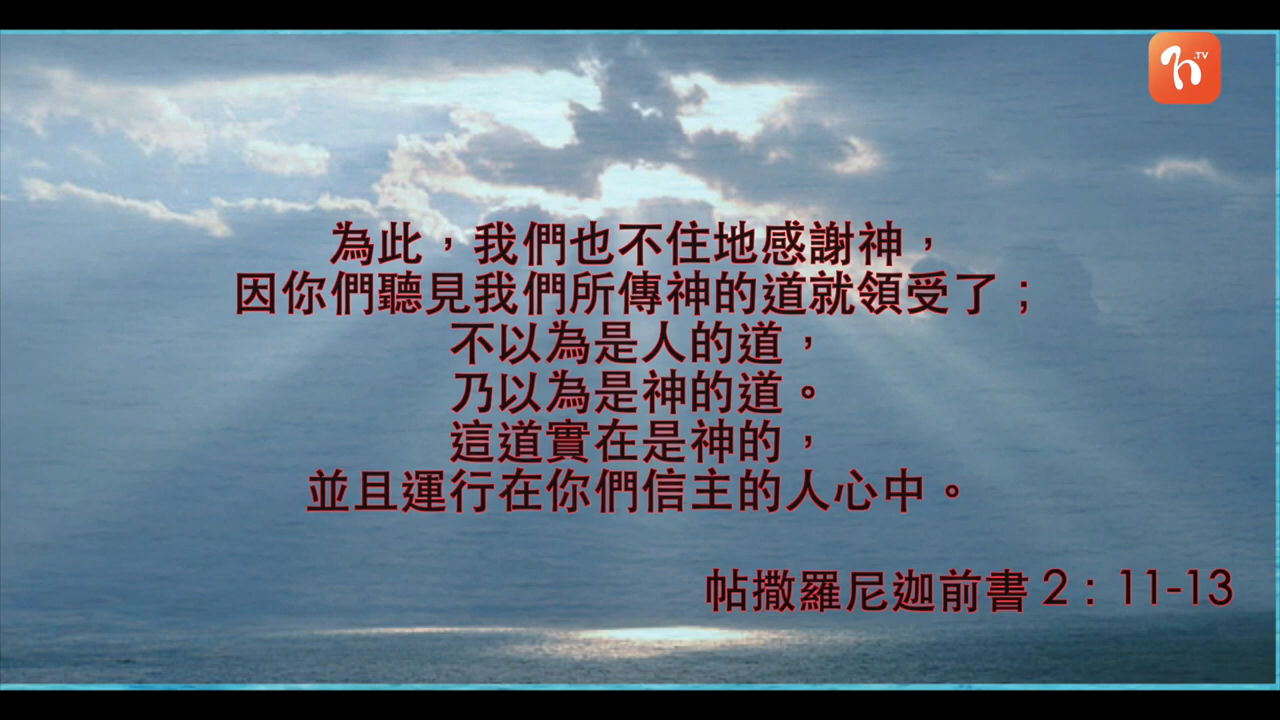 h.TV
為此，我們也不住地感謝神，
因你們聽見我們所傳神的道就領受了；
不以為是人的道，
乃以為是神的道。
這道實在是神的，
並且運行在你們信主的人心中。
帖撒羅尼迦前書 2：11-13